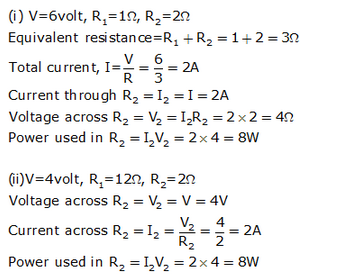 (i) V=6volt, R₁=1Ω, R₂=2Ω
Equivalent resistance=R₁ + R₂ = 1 + 2 = 3Ω
Total current, I= V/R = 6/3 = 2A
Current through R₂ = I₂ = I = 2A
Voltage across R₂ = V₂ = I₂R₂ = 2×2 = 4Ω
Power used in R₂ = I₂V₂ = 2×4 = 8W
(ii)V=4volt, R₁=12Ω, R₂=2Ω
Voltage across R₂ = V₂ = V = 4V
Current across R₂ = I₂ = V₂/R₂ = 4/2 = 2A
Power used in R₂ = I₂V₂ = 2×4 = 8W